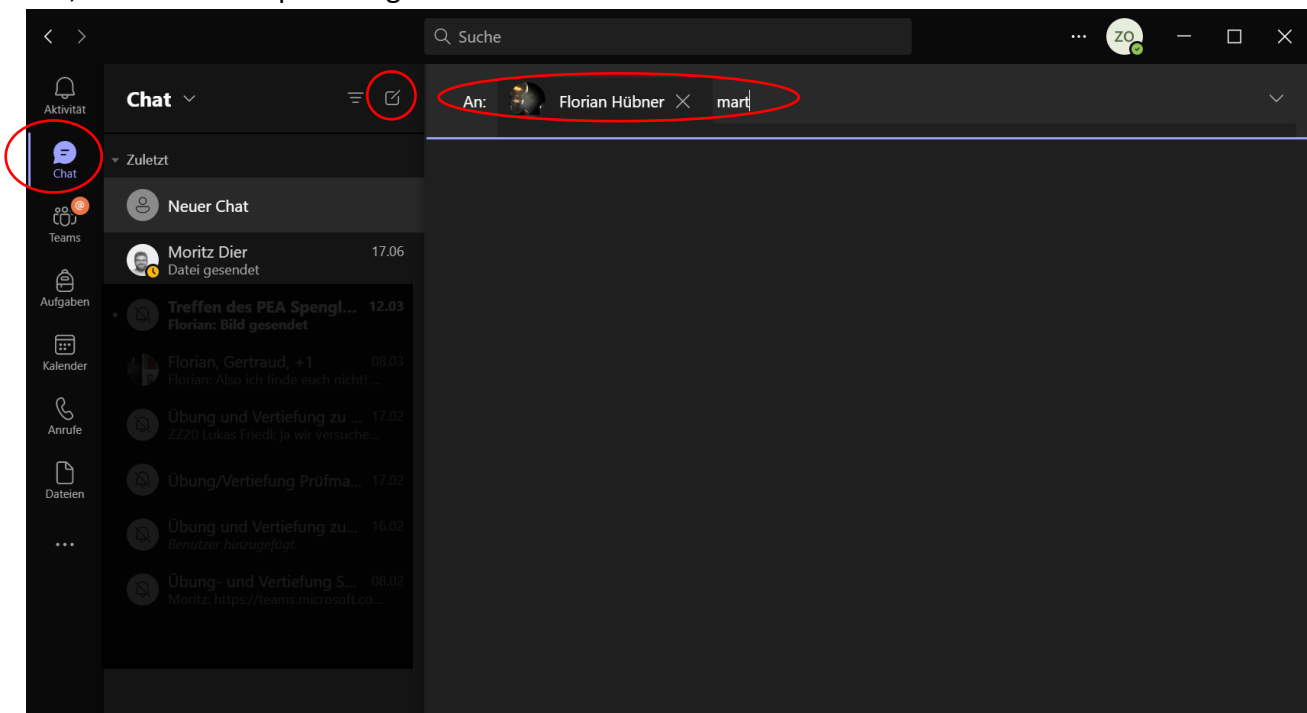 Suche
ZO
Aktivität
Chat
Chat
Teams
Aufgaben
Kalender
Anrufe
Dateien
Chat
Zuletzt
Neuer Chat
Moritz Dier 17.06
Datei gesendet
Treffen des PEA Spengl... 12.03
Florian: Bild gesendet
Florian, Gertraud, +1 08.03
Florian: Also ich finde euch nicht! ...
Übung und Vertiefung zu ... 17.02
ZZ20 Lukas Friedl: ja wir versuche...
Übung/Vertiefung Prüfma... 17.02
Übung und Vertiefung zu... 16.02
Benutzer hinzugefügt.
Übung- und Vertiefung S... 08.02
Moritz: https://teams.microsoft.co...
An: Florian Hübner mart